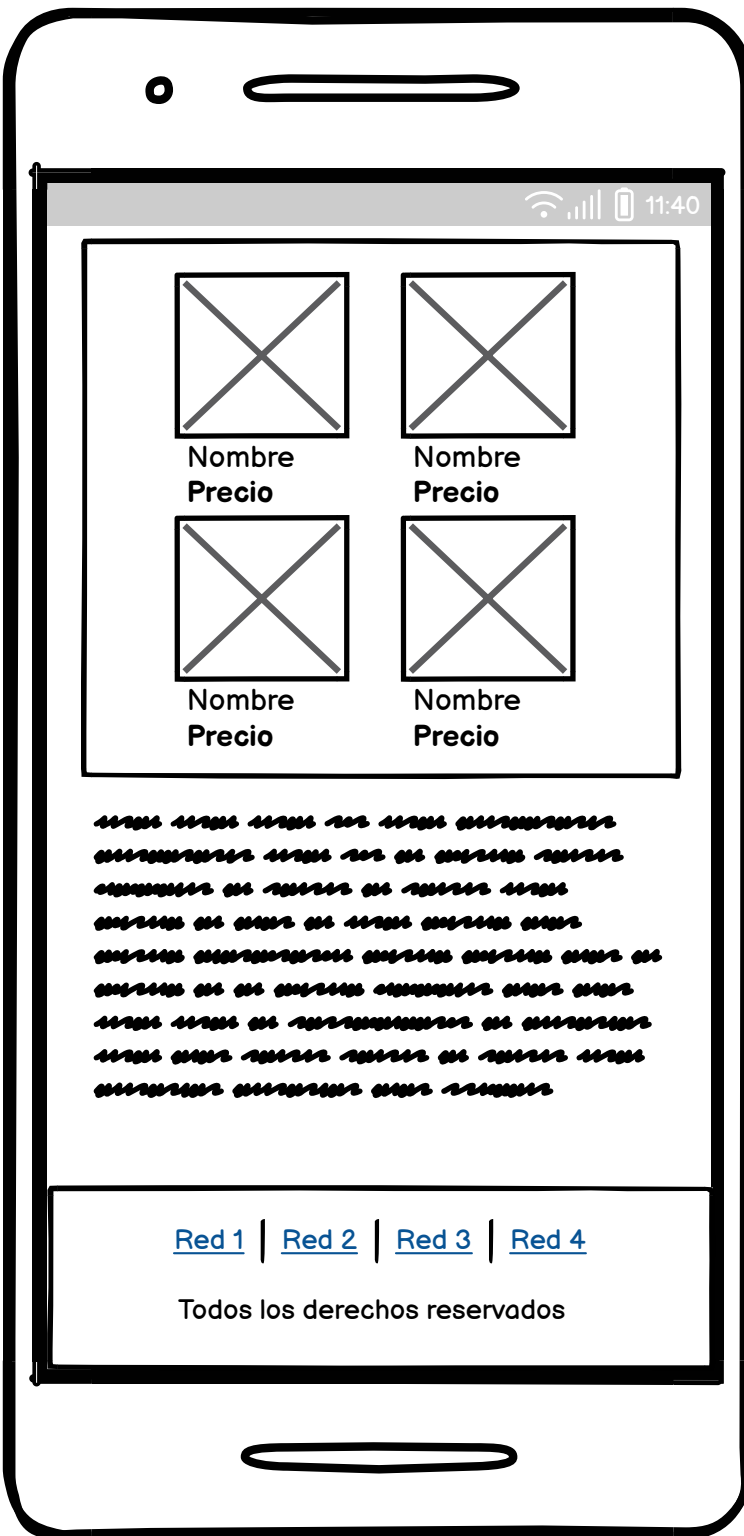 11:40
Nombre Nombre
Precio Precio
Nombre Nombre
Precio Precio
Red 1 | Red 2 | Red 3 | Red 4
Todos los derechos reservados